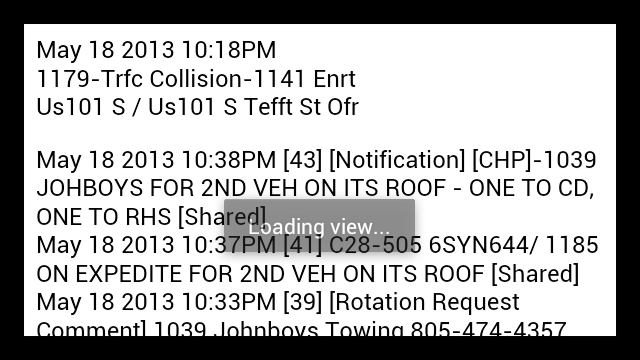 May 18 2013 10:18PM
1179-Trfc Collision-1141 Enrt
Us101 S / Us101 S Tefft St Ofr
May 18 2013 10:38PM [43] [Notification] [CHP]-1039
JOHBOYS FOR 2ND VEH ON ITS ROOF - ONE TO CD,
ONE TO RHS [Shared]
Loading view...
May 18 2013 10:37PM [41] C28-505 6SYN644/ 1185
ON EXPEDITE FOR 2ND VEH ON ITS ROOF [Shared]
May 18 2013 10:33PM [39] [Rotation Request
Comment] 1039 Johnboys Towing 805-474-4357